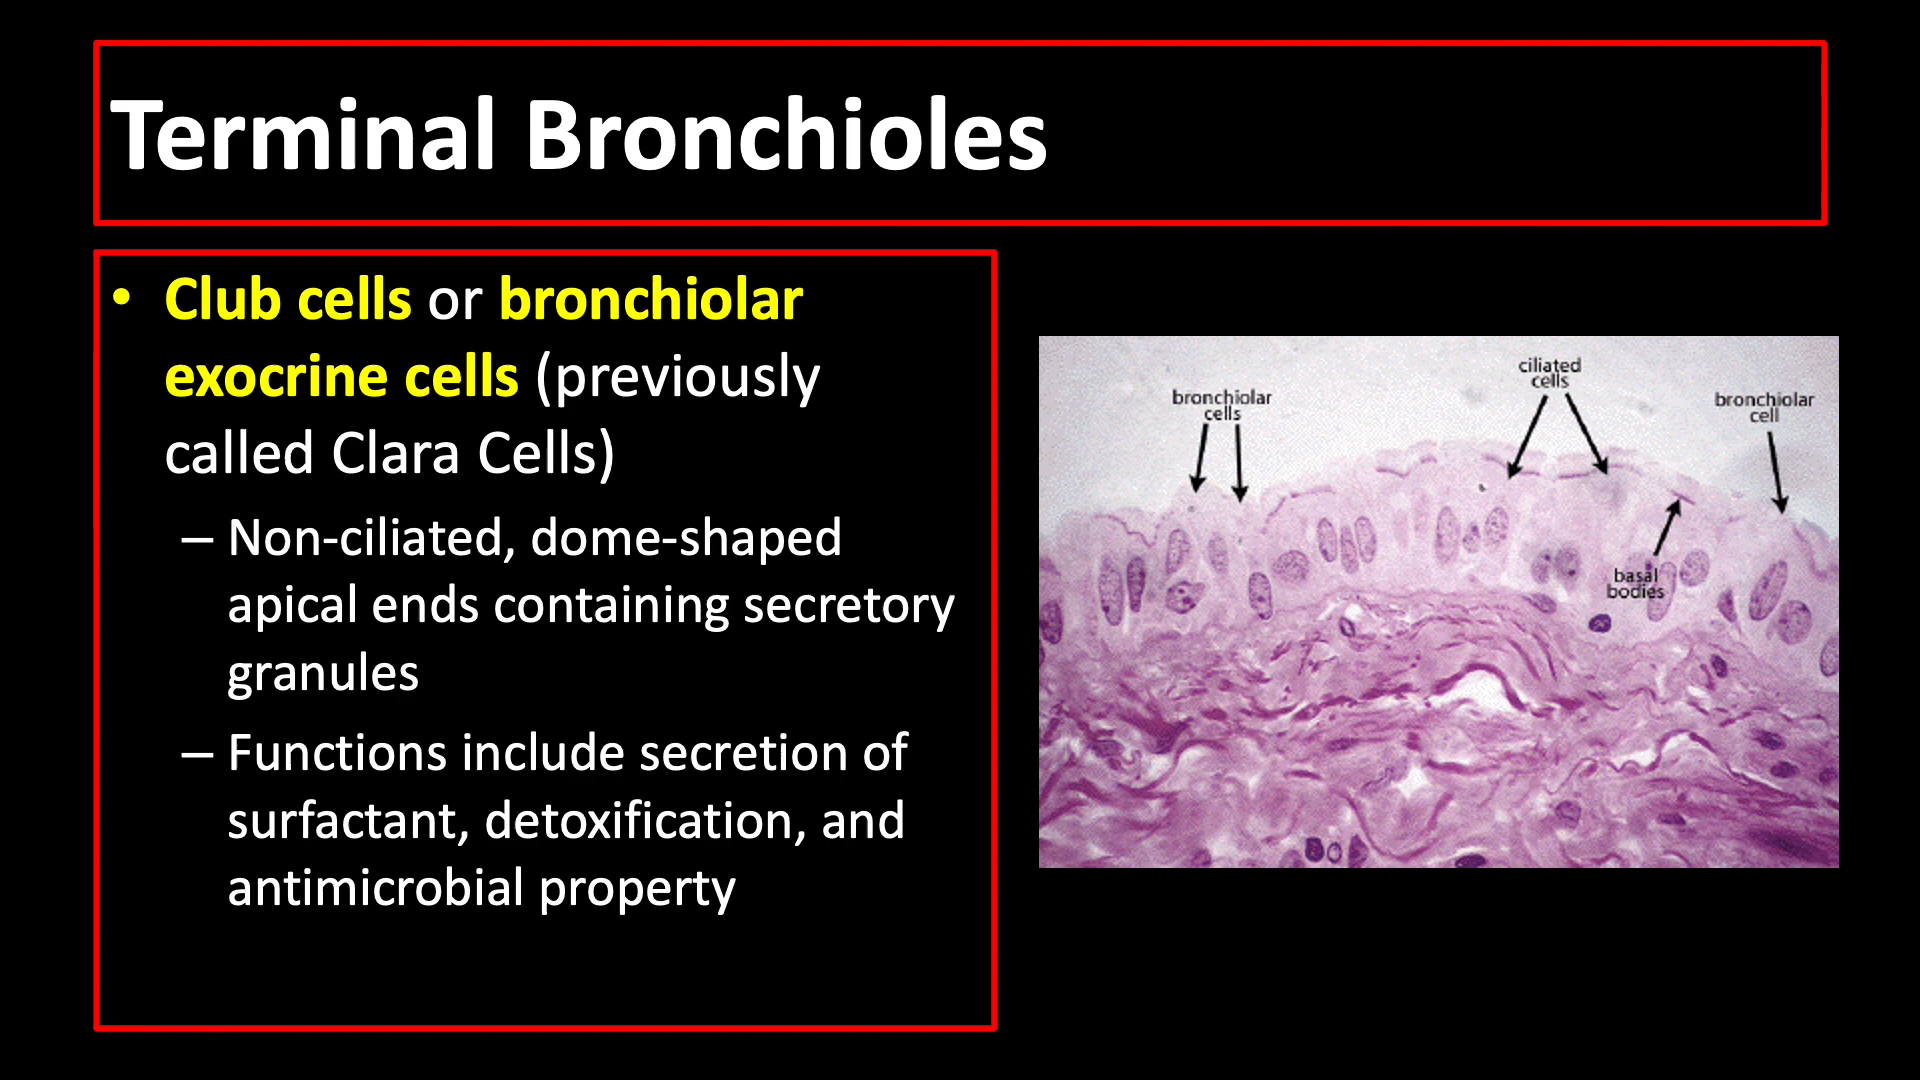 Terminal Bronchioles
• Club cells or bronchiolar
exocrine cells (previously
called Clara Cells)
– Non-ciliated, dome-shaped
apical ends containing secretory
granules
– Functions include secretion of
surfactant, detoxification, and
antimicrobial property
bronchiolar
cells
ciliated
cells
bronchiolar
cell
basal
bodies